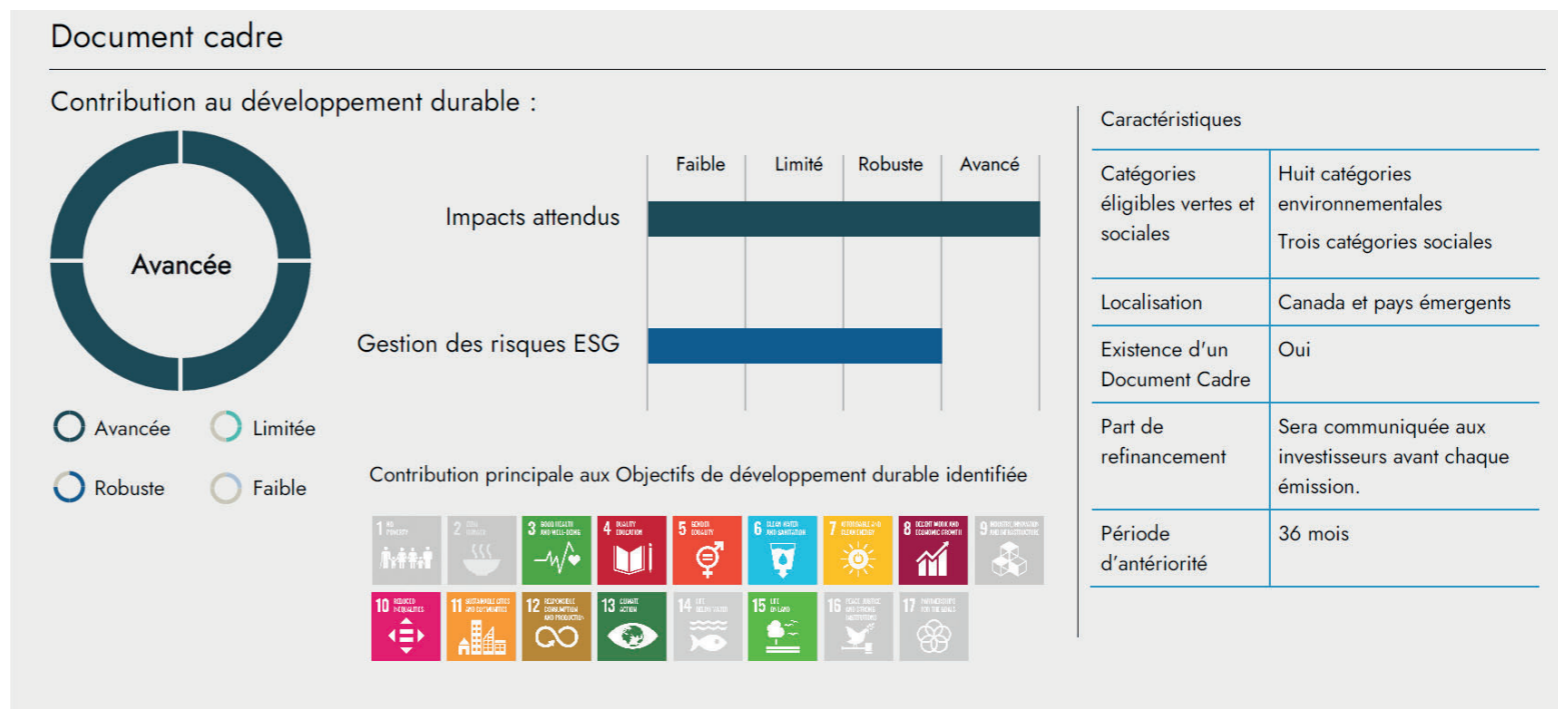 Document cadre
Contribution au développement durable :
Avancée
Avancée
Limitée
Robuste
Faible
Faible
Limité
Robuste
Avancé
Impacts attendus
Gestion des risques ESG
Contribution principale aux Objectifs de développement durable identifiée
1 NO
POVERTY
2 ZERO
HUNGER
3 GOOD HEALTH
AND WELL-BEING
4 QUALITY
EDUCATION
5 GENDER
EQUALITY
6 CLEAN WATER
AND SANITATION
7 AFFORDABLE AND
CLEAN ENERGY
8 DECENT WORK AND
ECONOMIC GROWTH
9 INDUSTRY, INNOVATION
AND INFRASTRUCTURE
10 REDUCED
INEQUALITIES
11 SUSTAINABLE CITIES
AND COMMUNITIES
12 RESPONSIBLE
CONSUMPTION
AND PRODUCTION
13 CLIMATE
ACTION
14 LIFE
BELOW WATER
15 LIFE
ON LAND
16 PEACE, JUSTICE
AND STRONG
INSTITUTIONS
17 PARTNERSHIPS
FOR THE GOALS
Caractéristiques
Catégories
éligibles vertes et
sociales
Huit catégories
environnementales
Trois catégories sociales
Localisation
Canada et pays émergents
Existence d'un
Document Cadre
Oui
Part de
refinancement
Sera communiquée aux
investisseurs avant chaque
émission.
Période
d'antériorité
36 mois